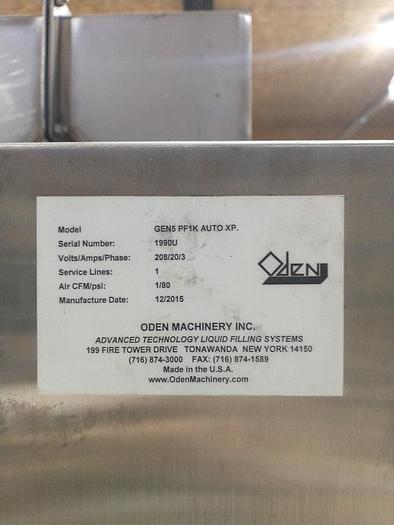 Model GEN5 PF1K AUTO XP.
Serial Number: 1990U
Volts/Amps/Phase: 208/20/3
Service Lines: 1
Air CFM/psi: 1/80
Manufacture Date: 12/2015
Oden
ODEN MACHINERY INC.
ADVANCED TECHNOLOGY LIQUID FILLING SYSTEMS
199 FIRE TOWER DRIVE TONAWANDA NEW YORK 14150
(716) 874-3000 FAX: (716) 874-1589
Made in the U.S.A.
www.OdenMachinery.com